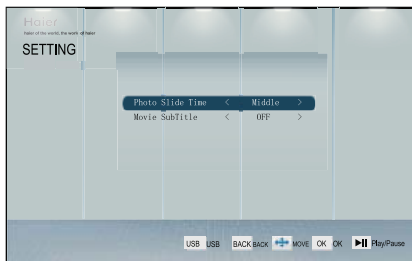 Haier
haier of the world, the work of haier
SETTING
Photo Slide Time < Middle >
Movie SubTitle < OFF >
USB USB BACK BACK MOVE OK OK Play/Pause